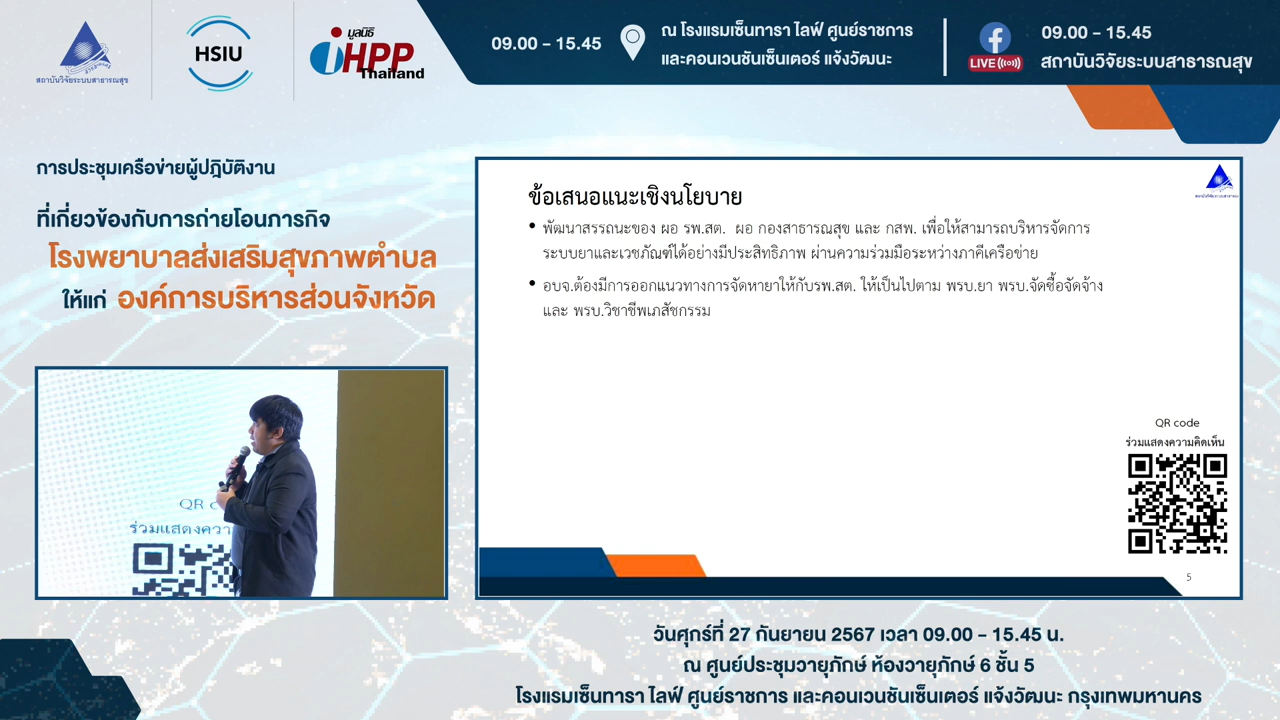 สถาบันวิจัยระบบสาธารณสุข
HSIU
มูลนิธิ
iHPP
Thailand
09.00 - 15.45
ณ โรงแรมเซ็นทารา ไลฟ์ ศูนย์ราชการ
และคอนเวนชันเซ็นเตอร์ แจ้งวัฒนะ
LIVE
09.00 - 15.45
สถาบันวิจัยระบบสาธารณสุข
การประชุมเครือข่ายผู้ปฏิบัติงาน
ที่เกี่ยวข้องกับการถ่ายโอนภารกิจ
โรงพยาบาลส่งเสริมสุขภาพตำบล
ให้แก่ องค์การบริหารส่วนจังหวัด
ข้อเสนอแนะเชิงนโยบาย
• พัฒนาสรรถนะของ ผอ รพ.สต. ผอ กองสาธารณสุข และ กสพ. เพื่อให้สามารถบริหารจัดการ
ระบบยาและเวชภัณฑ์ได้อย่างมีประสิทธิภาพ ผ่านความร่วมมือระหว่างภาคีเครือข่าย
• อบจ.ต้องมีการออกแนวทางการจัดหายาให้กับรพ.สต. ให้เป็นไปตาม พรบ.ยา พรบ.จัดซื้อจัดจ้าง
และ พรบ.วิชาชีพเภสัชกรรม
QR code
ร่วมแสดงความคิดเห็น
5
QR c
ร่วมแสดงความ
วันศุกร์ที่ 27 กันยายน 2567 เวลา 09.00 - 15.45 น.
ณ ศูนย์ประชุมวายุภักษ์ ห้องวายุภักษ์ 6 ชั้น 5
โรงแรมเซ็นทารา ไลฟ์ ศูนย์ราชการ และคอนเวนชันเซ็นเตอร์ แจ้งวัฒนะ กรุงเทพมหานคร